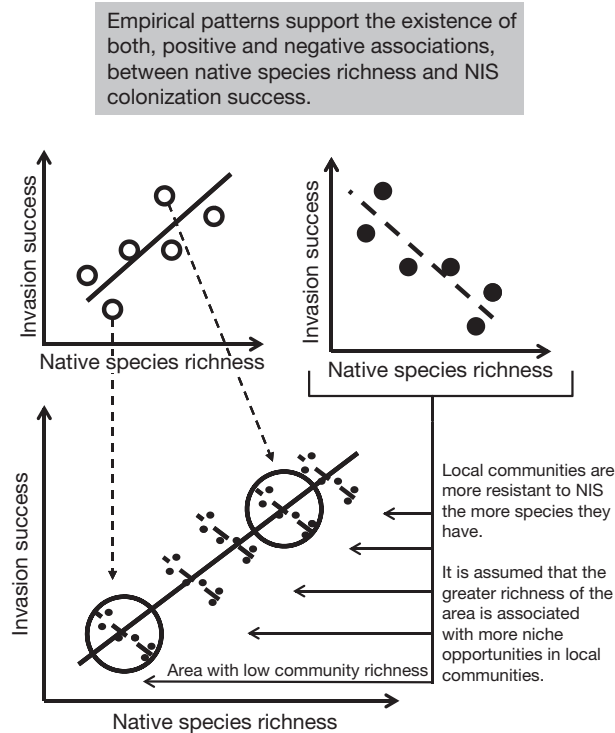 Empirical patterns support the existence of
both, positive and negative associations,
between native species richness and NIS
colonization success.
Invasion success
Native species richness
Invasion success
Native species richness
Invasion success
Native species richness
Local communities are
more resistant to NIS
the more species they
have.
It is assumed that the
greater richness of the
area is associated
with more niche
opportunities in local
communities.
Area with low community richness